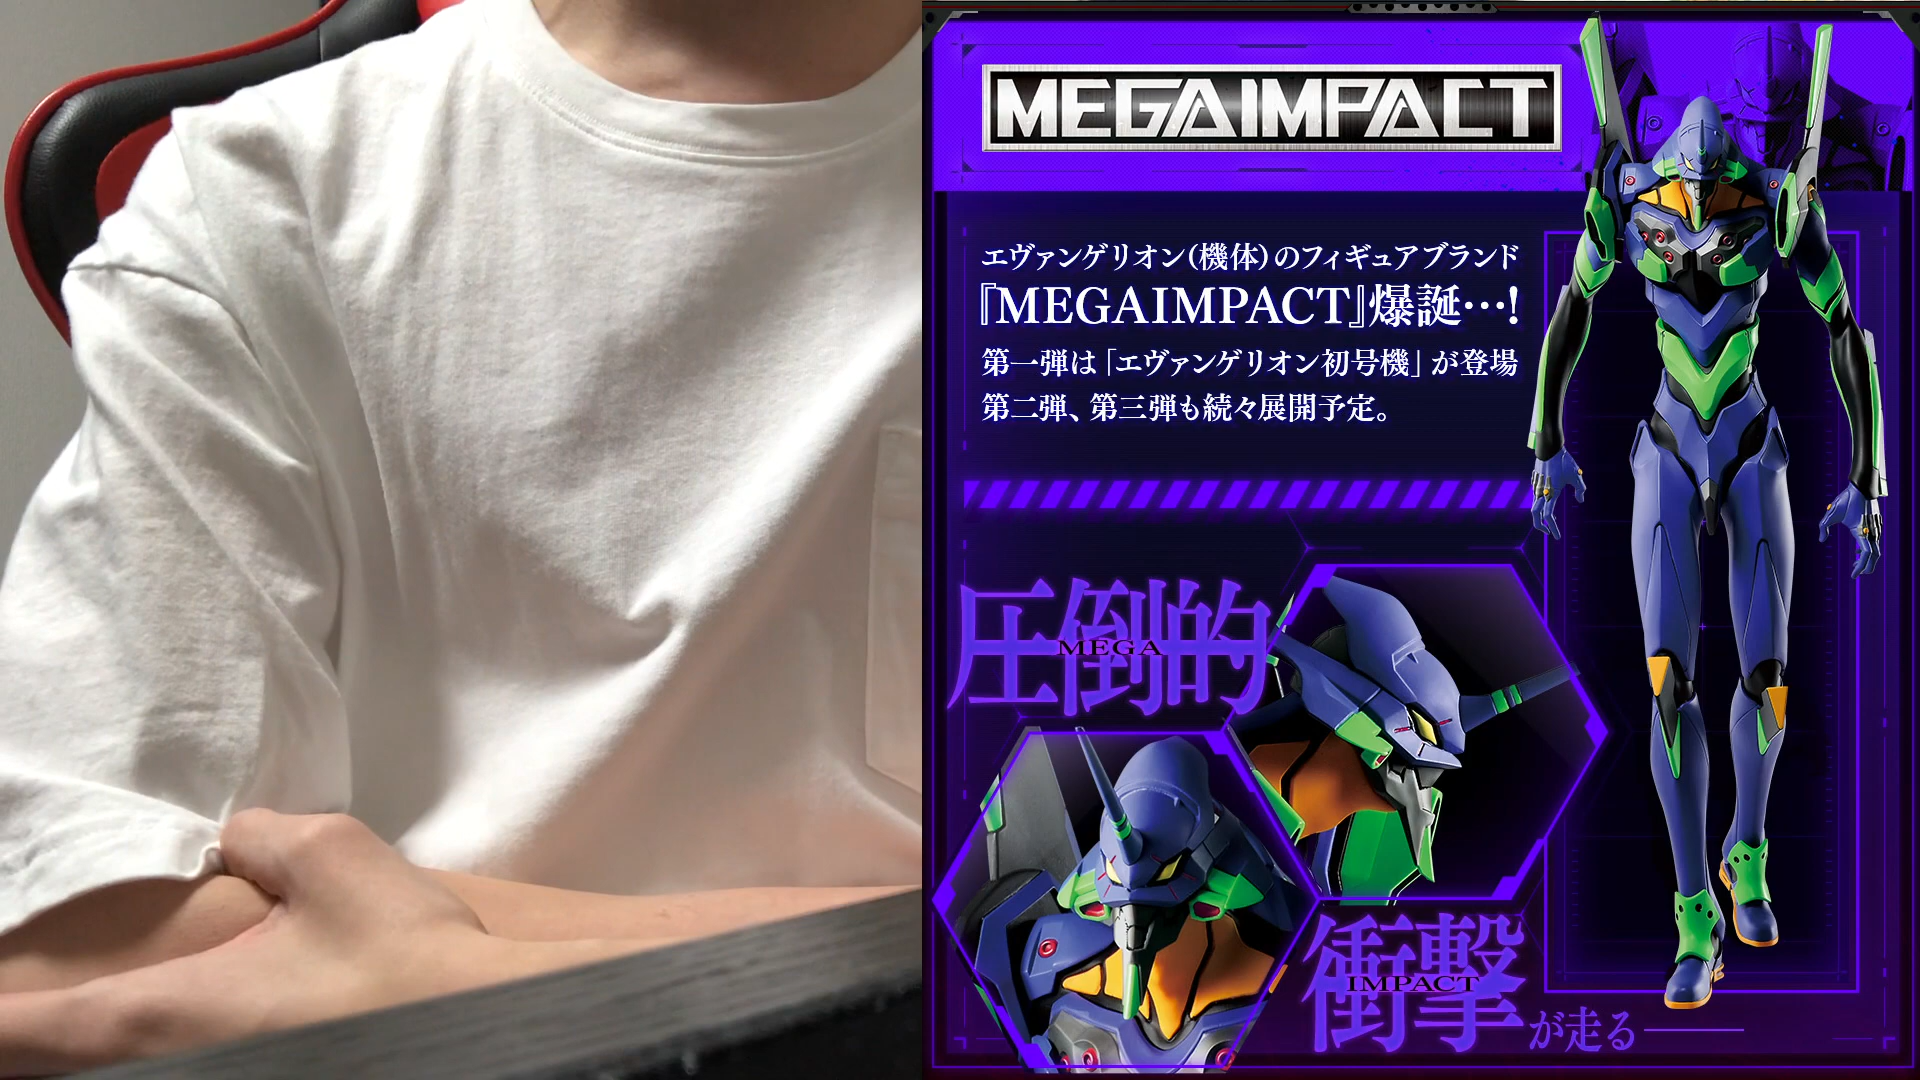 MEGAIMPACT
エヴァンゲリオン(機体)のフィギュアブランド
『MEGAIMPACT』爆誕…!
第一弾は「エヴァンゲリオン初号機」が登場
第二弾、第三弾も続々展開予定。
圧倒的
MEGA
衝撃
IMPACT
が走る